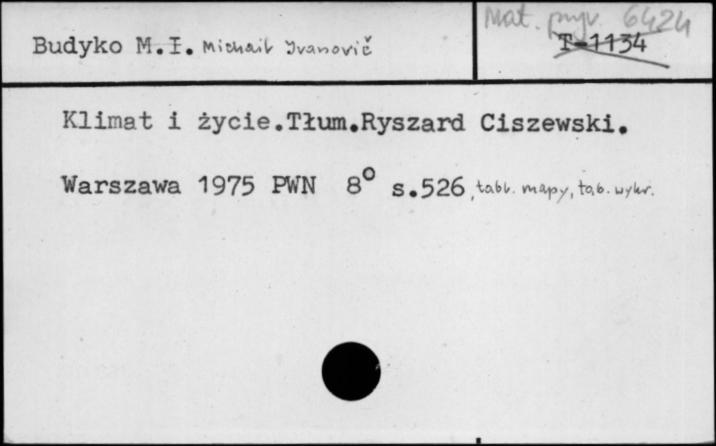 Mat. przyr. 6424
T-1134
Budyko M.I. Michail Ivanovič
Klimat i życie.Tłum.Ryszard Ciszewski.
Warszawa 1975 PWN 8° s.526, tabl. mapy, tab. wykr.